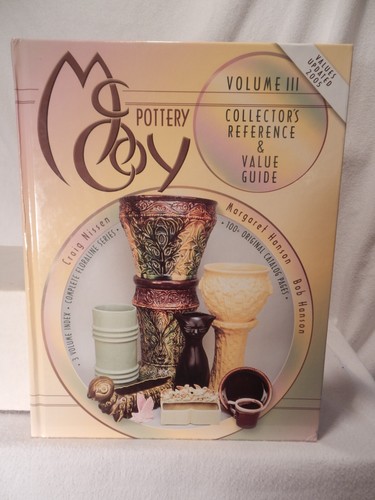 McCoy
POTTERY
VOLUME III
COLLECTOR'S
REFERENCE
&
VALUE
GUIDE
VALUES
UPDATED
2005
Craig Nissen
Margaret Hanson
Bob Hanson
• 3 VOLUME INDEX • COMPLETE FLORALINE SERIES •
• 100+ ORIGINAL CATALOG PAGES •